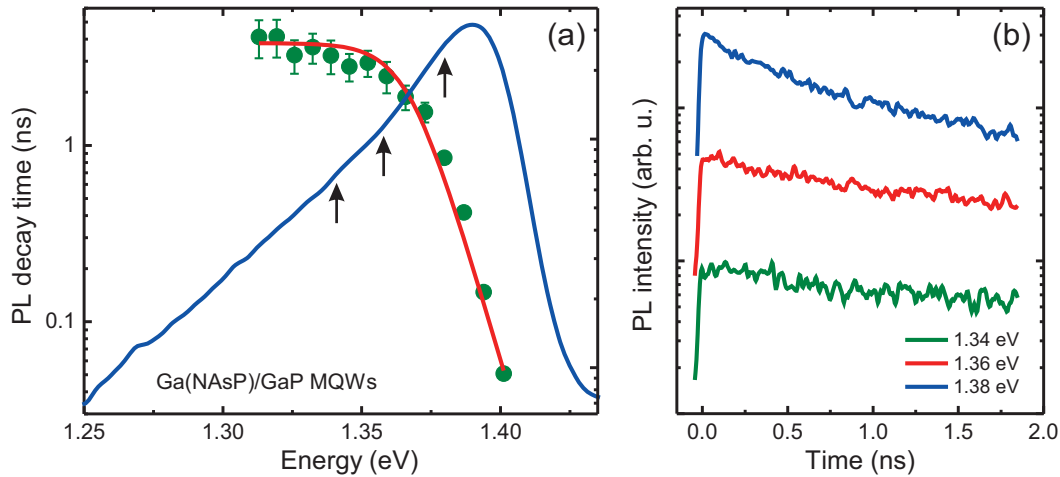 (a)
PL decay time (ns)
1
0.1
Ga(NAsP)/GaP MQWs
1.25
1.30
1.35
1.40
Energy (eV)
(b)
PL intensity (arb. u.)
1.34 eV
1.36 eV
1.38 eV
0.0
0.5
1.0
1.5
2.0
Time (ns)